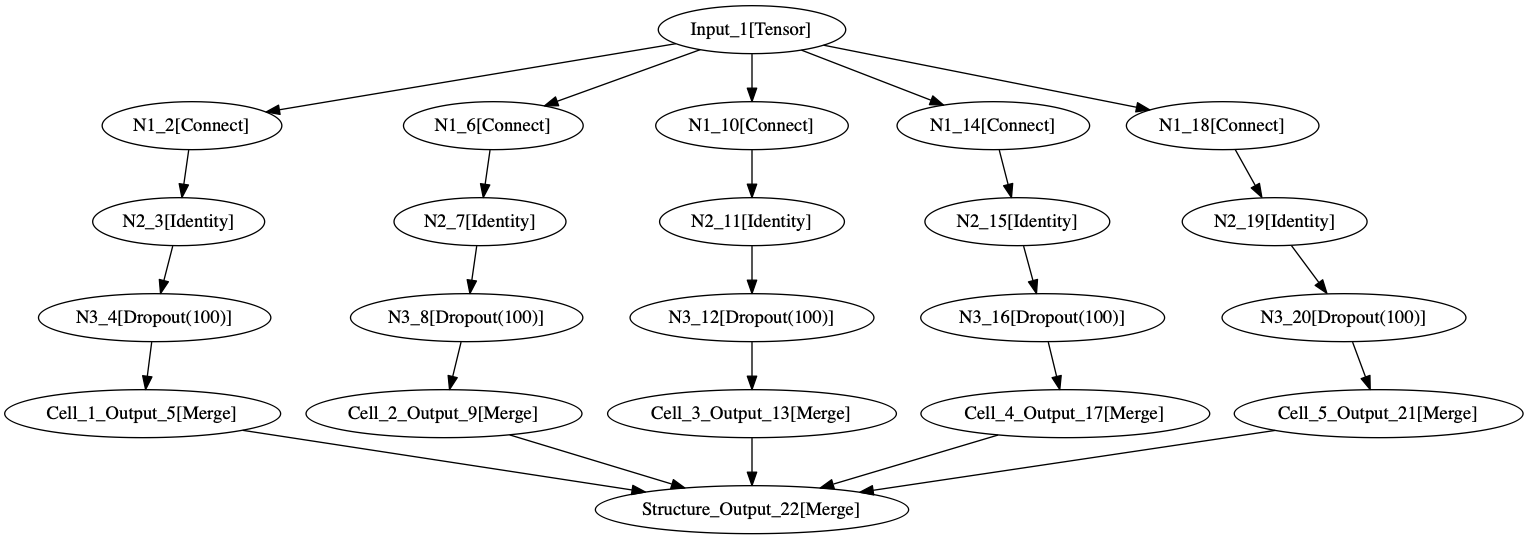 Input_1[Tensor]
N1_2[Connect]
N1_6[Connect]
N1_10[Connect]
N1_14[Connect]
N1_18[Connect]
N2_3[Identity]
N2_7[Identity]
N2_11[Identity]
N2_15[Identity]
N2_19[Identity]
N3_4[Dropout(100)]
N3_8[Dropout(100)]
N3_12[Dropout(100)]
N3_16[Dropout(100)]
N3_20[Dropout(100)]
Cell_1_Output_5[Merge]
Cell_2_Output_9[Merge]
Cell_3_Output_13[Merge]
Cell_4_Output_17[Merge]
Cell_5_Output_21[Merge]
Structure_Output_22[Merge]